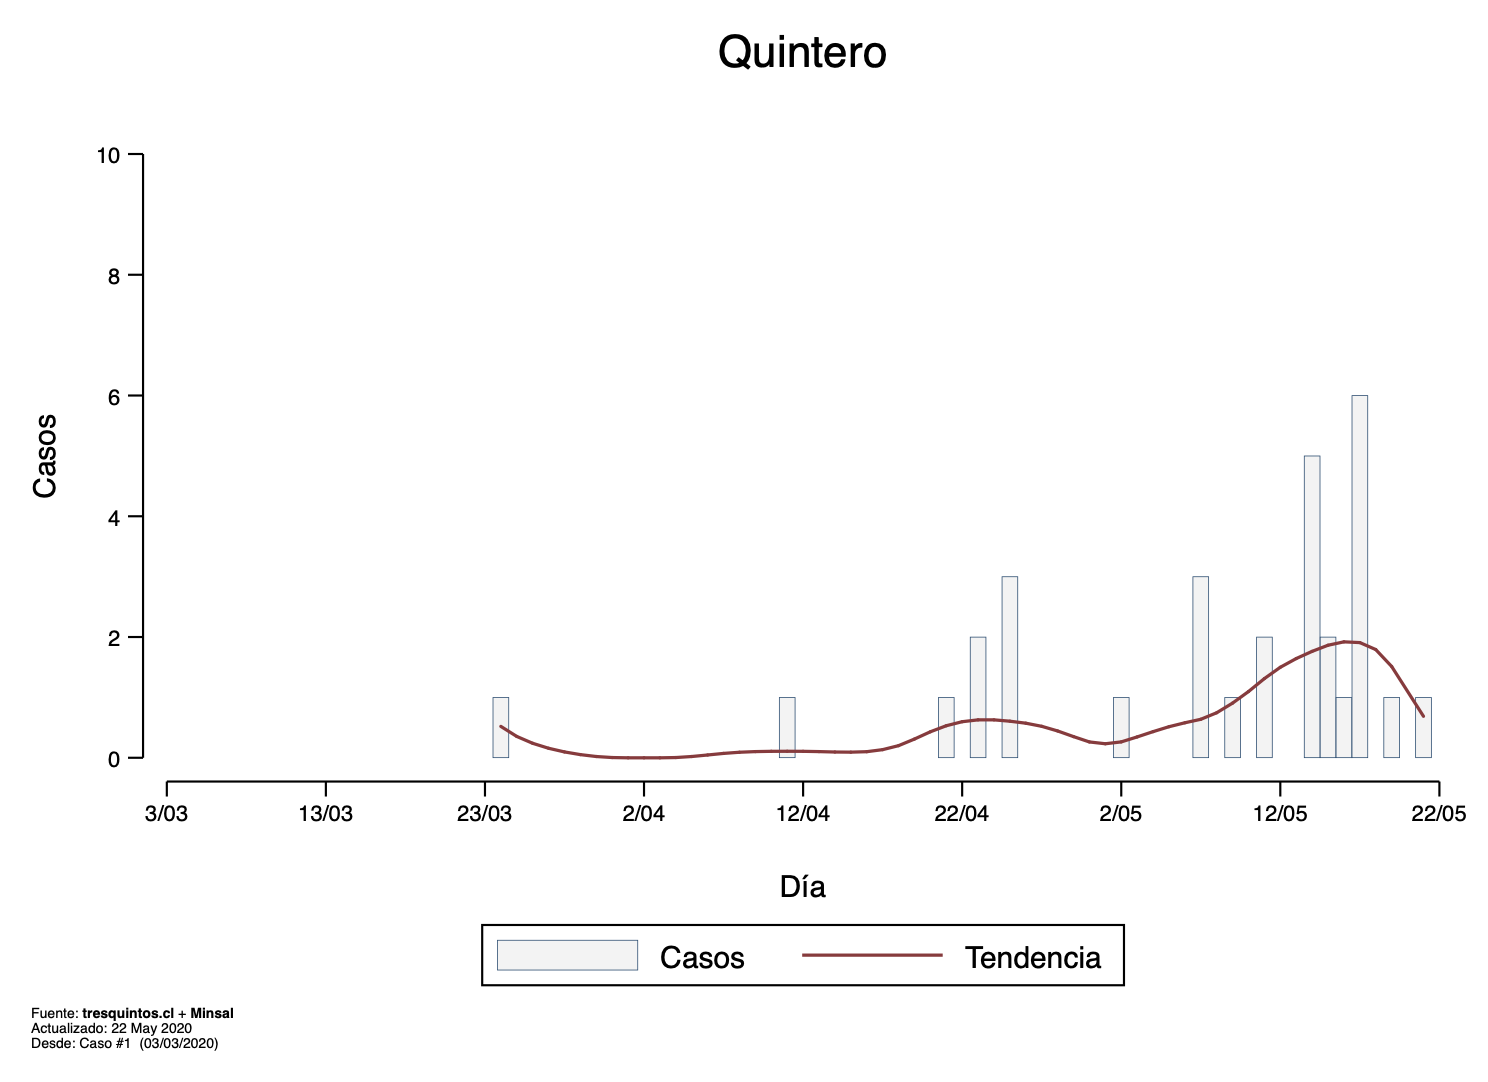 Quintero
10
8
6
4
2
0
Casos
3/03 13/03 23/03 2/04 12/04 22/04 2/05 12/05 22/05
Día
Casos Tendencia
Fuente: tresquintos.cl + Minsal
Actualizado: 22 May 2020
Desde: Caso #1 (03/03/2020)